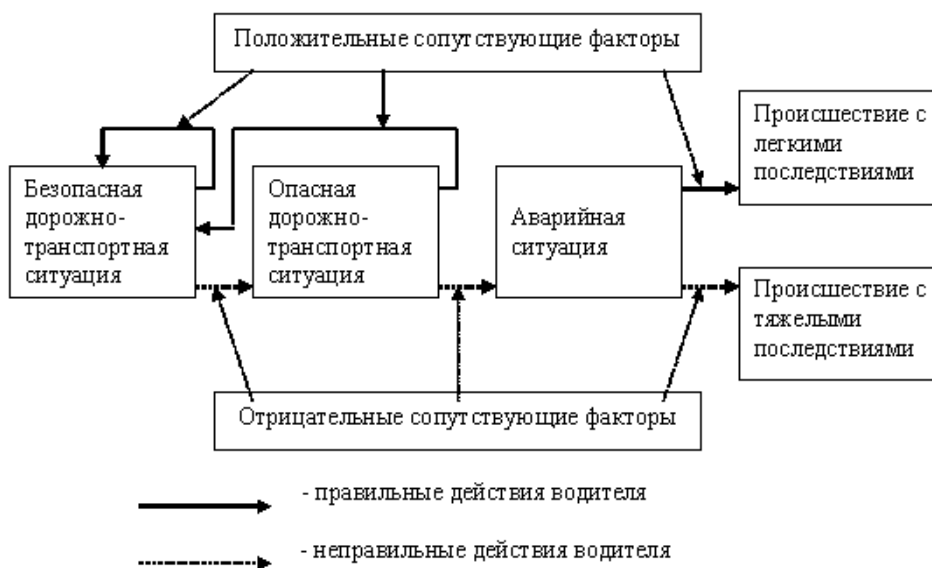 Положительные сопутствующие факторы
Происшествие с
легкими
последствиями
Безопасная
дорожно-
транспортная
ситуация
Опасная
дорожно-
транспортная
ситуация
Аварийная
ситуация
Происшествие с
тяжелыми
последствиями
Отрицательные сопутствующие факторы
- правильные действия водителя
- неправильные действия водителя